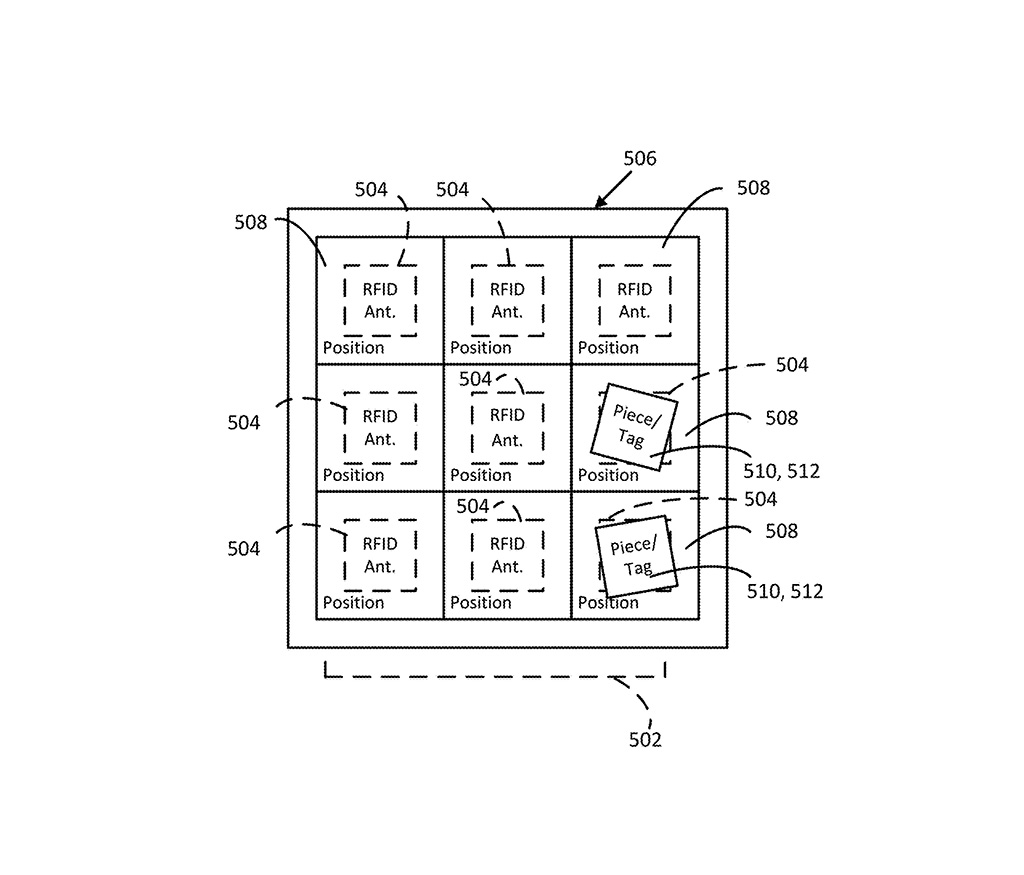 506
504 504 508
508
RFID RFID RFID
Ant. Ant. Ant.
Position Position Position
504 504
504 RFID RFID Piece/ 508
Ant. Ant. Tag
Position Position Position 510, 512
504 504
504 RFID RFID Piece/ 508
Ant. Ant. Tag
Position Position Position 510, 512
502